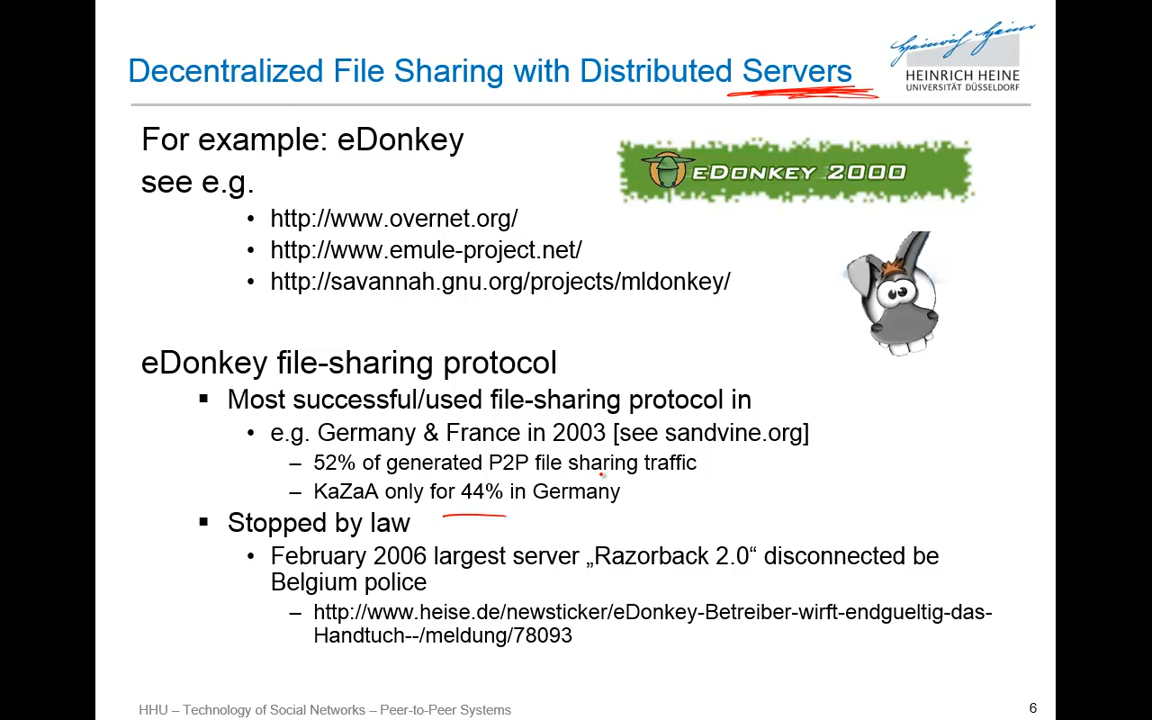 Decentralized File Sharing with Distributed Servers
Heinrich Heine
HEINRICH HEINE
UNIVERSITÄT DÜSSELDORF
For example: eDonkey
eDONKEY 2000
see e.g.
• http://www.overnet.org/
• http://www.emule-project.net/
• http://savannah.gnu.org/projects/mldonkey/
eDonkey file-sharing protocol
▪ Most successful/used file-sharing protocol in
• e.g. Germany & France in 2003 [see sandvine.org]
– 52% of generated P2P file sharing traffic
– KaZaA only for 44% in Germany
▪ Stopped by law
• February 2006 largest server „Razorback 2.0“ disconnected be
Belgium police
– http://www.heise.de/newsticker/eDonkey-Betreiber-wirft-endgueltig-das-
Handtuch--/meldung/78093
HHU – Technology of Social Networks – Peer-to-Peer Systems
6